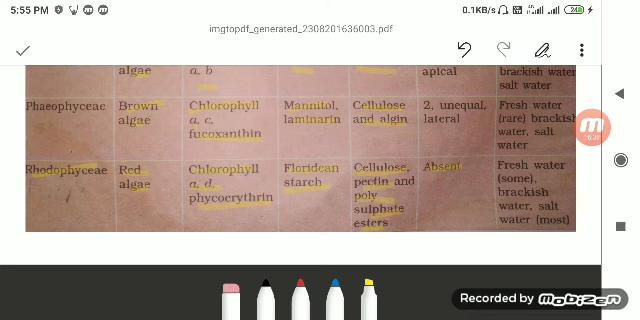 5:55 PM
0.1KB/s
248
imgtopdf_generated_2308201636003.pdf
algae
a, b
apical
brackish water,
salt water
Phaeophyceae
Brown
algae
Chlorophyll
a, c,
fucoxanthin
Mannitol,
laminarin
Cellulose
and algin
2, unequal,
lateral
Fresh water
(rare) brackish
water, salt
water
Rhodophyceae
Red
algae
Chlorophyll
a, d,
phycoerythrin
Floridean
starch
Cellulose,
pectin and
poly
sulphate
esters
Absent
Fresh water
(some),
brackish
water, salt
water (most)
Recorded by mobizen